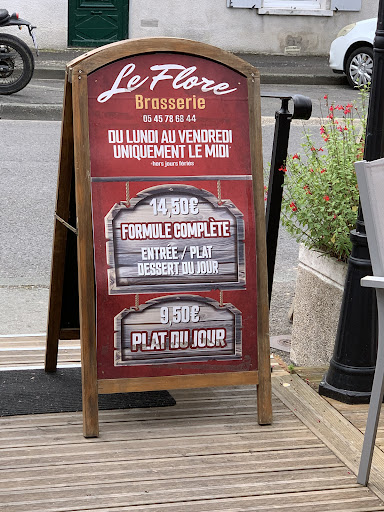 Le Flore
Brasserie
05 45 78 68 44
DU LUNDI AU VENDREDI
UNIQUEMENT LE MIDI
-hors jours fériés-
14,50€
FORMULE COMPLÈTE
ENTRÉE / PLAT
DESSERT DU JOUR
9,50€
PLAT DU JOUR